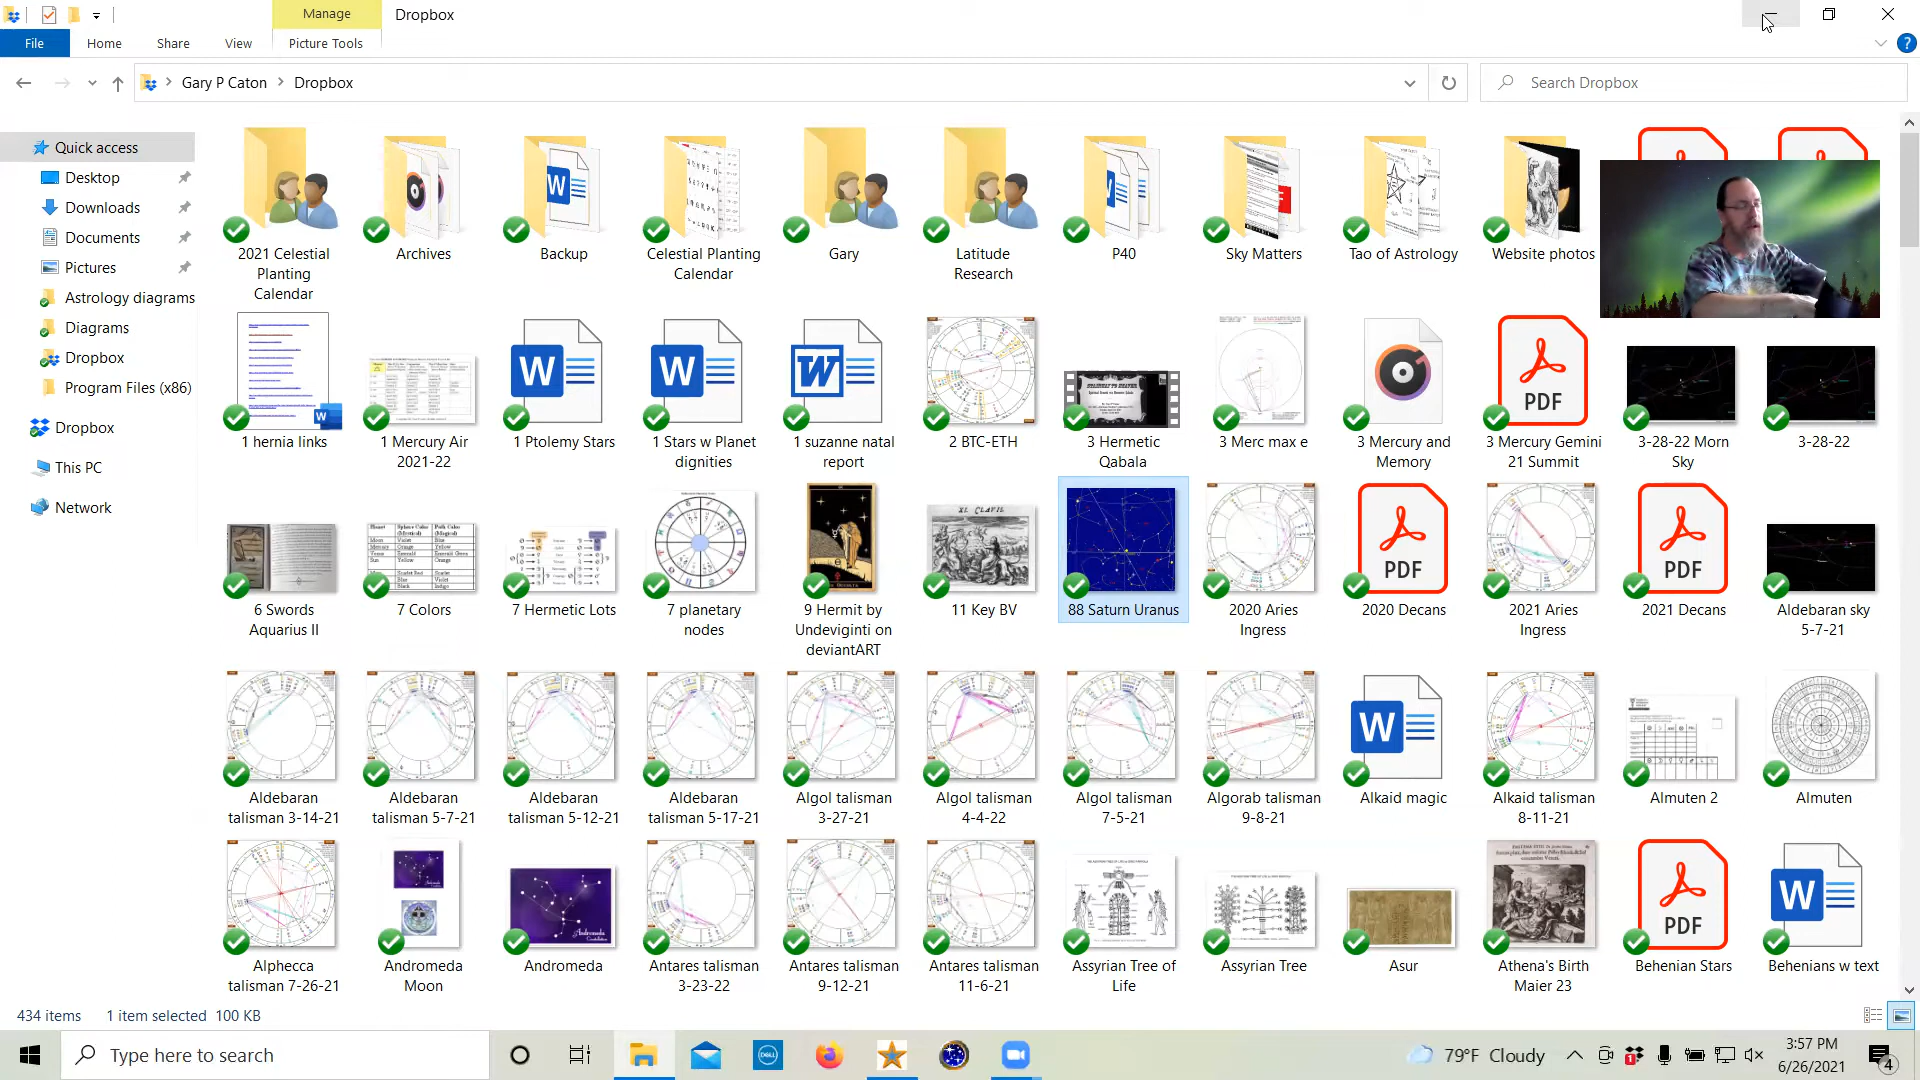 Manage
Dropbox
File
Home
Share
View
Picture Tools
Gary P Caton
Dropbox
Search Dropbox
Quick access
Desktop
Downloads
Documents
Pictures
Astrology diagrams
Diagrams
Dropbox
Program Files (x86)
Dropbox
This PC
Network
2021 Celestial
Planting
Calendar
Archives
Backup
Celestial Planting
Calendar
Gary
Latitude
Research
P40
Sky Matters
Tao of Astrology
Website photos
1 hernia links
1 Mercury Air
2021-22
1 Ptolemy Stars
1 Stars w Planet
dignities
1 suzanne natal
report
2 BTC-ETH
3 Hermetic
Qabala
3 Merc max e
3 Mercury and
Memory
PDF
3 Mercury Gemini
21 Summit
3-28-22 Morn
Sky
3-28-22
6 Swords
Aquarius II
7 Colors
7 Hermetic Lots
7 planetary
nodes
9 Hermit by
Undeviginti on
deviantART
XI. CLAVIS
11 Key BV
88 Saturn Uranus
2020 Aries
Ingress
PDF
2020 Decans
2021 Aries
Ingress
PDF
2021 Decans
Aldebaran sky
5-7-21
Aldebaran
talisman 3-14-21
Aldebaran
talisman 5-7-21
Aldebaran
talisman 5-12-21
Aldebaran
talisman 5-17-21
Algol talisman
3-27-21
Algol talisman
4-4-22
Algol talisman
7-5-21
Algorab talisman
9-8-21
Alkaid magic
Alkaid talisman
8-11-21
Almuten 2
Almuten
Alphecca
talisman 7-26-21
Andromeda
Moon
Andromeda
Andromeda
Antares talisman
3-23-22
Antares talisman
9-12-21
Antares talisman
11-6-21
Assyrian Tree of
Life
Assyrian Tree
Asur
Athena's Birth
Maier 23
PDF
Behenian Stars
Behenians w text
434 items
1 item selected 100 KB
Type here to search
DELL
79°F Cloudy
1
3:57 PM
6/26/2021
4